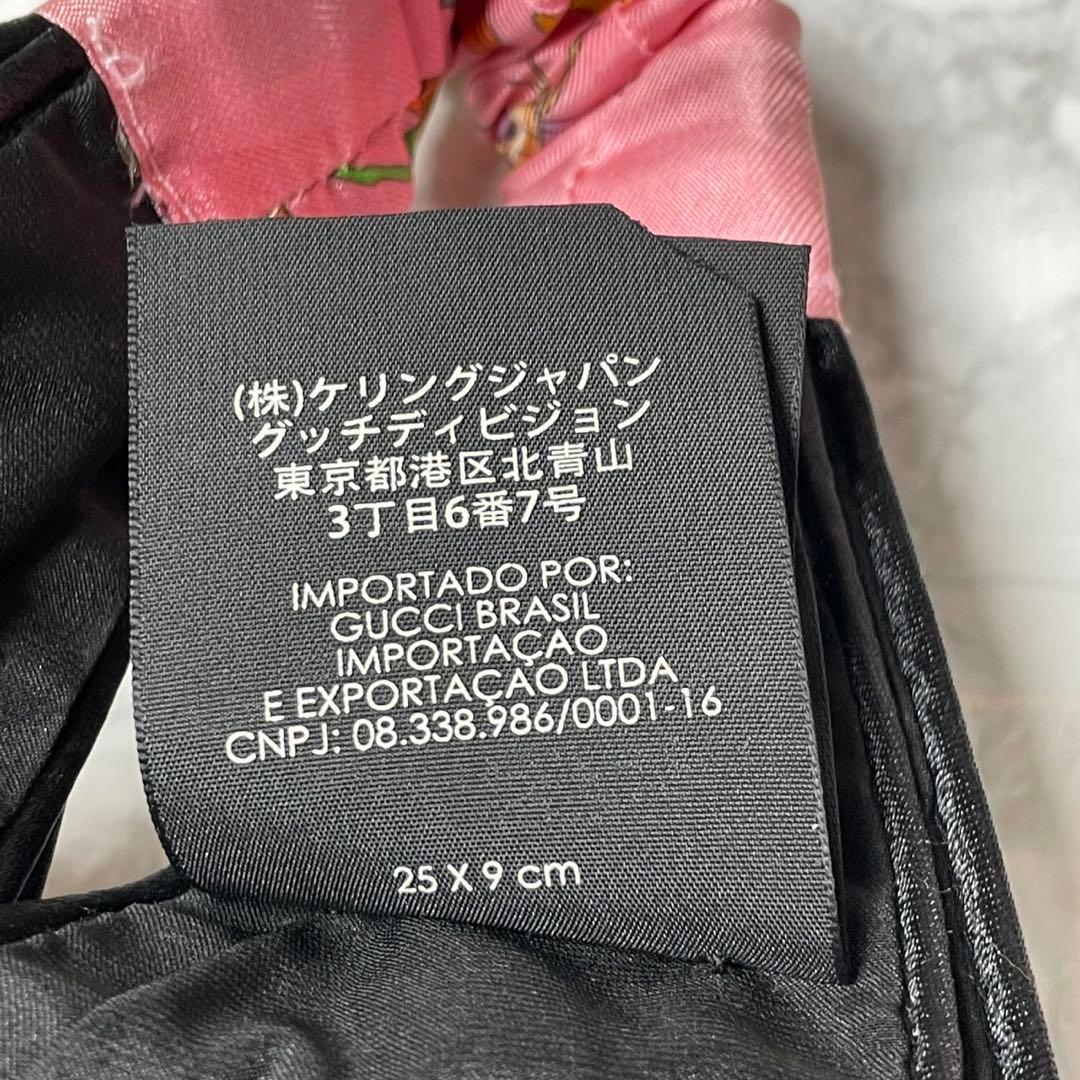 (株)ケリングジャパン
グッチディビジョン
東京都港区北青山
3丁目6番7号
IMPORTADO POR:
GUCCI BRASIL
IMPORTAÇAO
E EXPORTAÇAO LTDA
CNPJ: 08.338.986/0001-16
25 X 9 cm